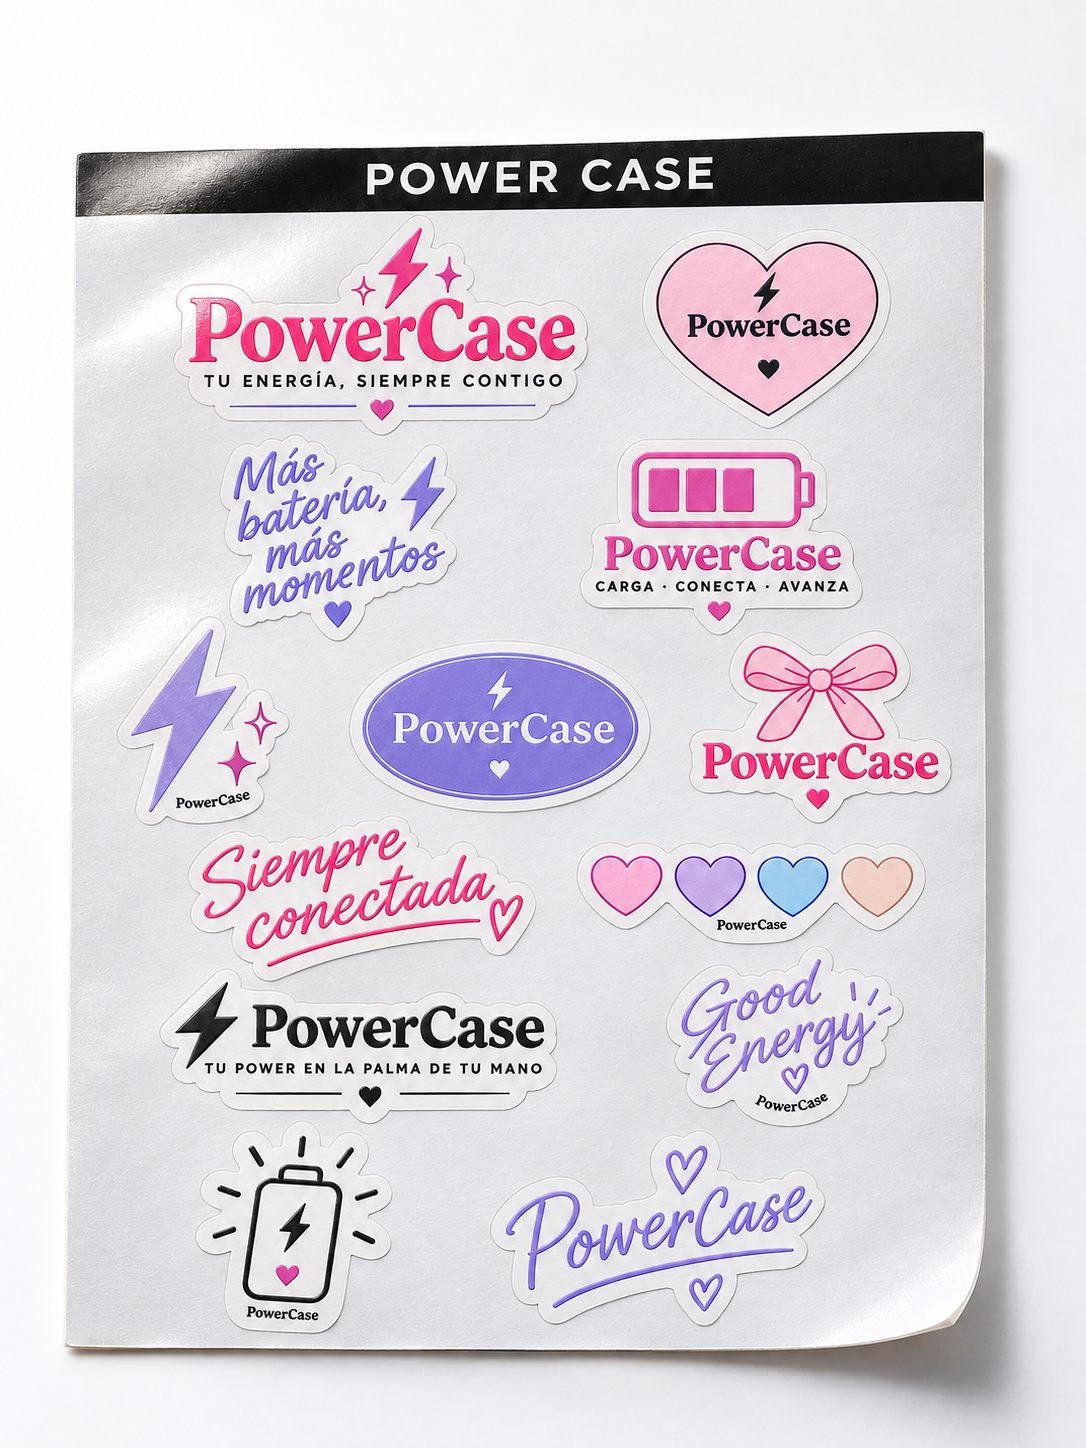 POWER CASE
PowerCase
TU ENERGÍA, SIEMPRE CONTIGO
PowerCase
Más
batería,
más
momentos
PowerCase
CARGA · CONECTA · AVANZA
PowerCase
PowerCase
PowerCase
Siempre
conectada
PowerCase
PowerCase
TU POWER EN LA PALMA DE TU MANO
Good
Energy
PowerCase
PowerCase
PowerCase